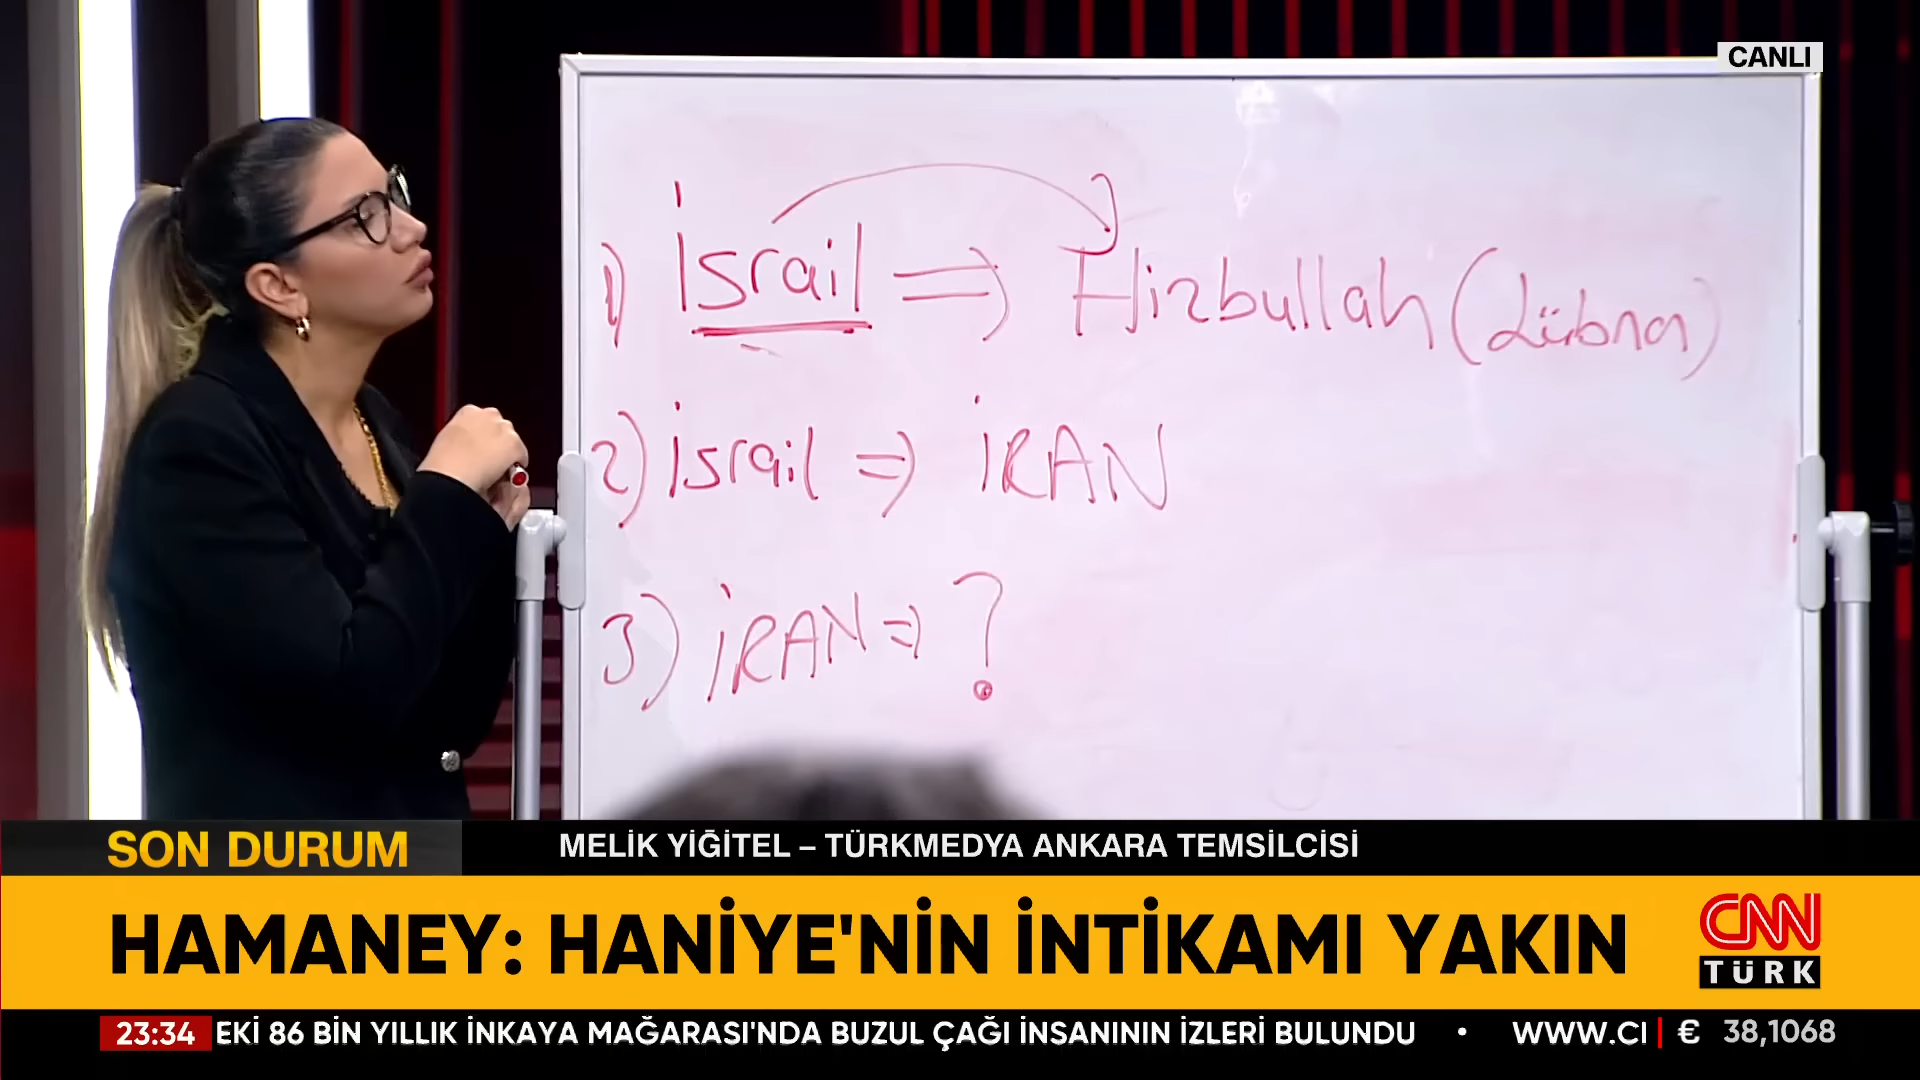 CANLI
1) İsrail => Hizbullah (Lübnan)
2) İsrail => İRAN
3) İRAN => ?
SON DURUM
MELİK YİĞİTEL – TÜRKMEDYA ANKARA TEMSİLCİSİ
HAMANEY: HANİYE'NİN İNTİKAMI YAKIN
CNN
TÜRK
23:34 EKİ 86 BİN YILLIK İNKAYA MAĞARASI'NDA BUZUL ÇAĞI İNSANININ İZLERİ BULUNDU • WWW.CI € 38,1068